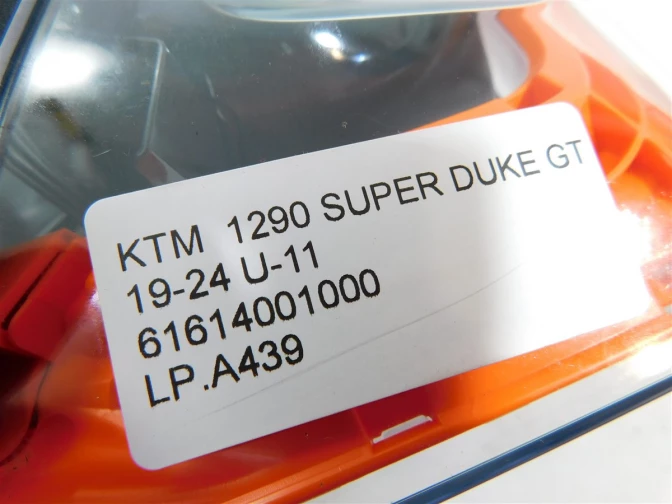 KTM 1290 SUPER DUKE GT
19-24 U-11
61614001000
LP.A439